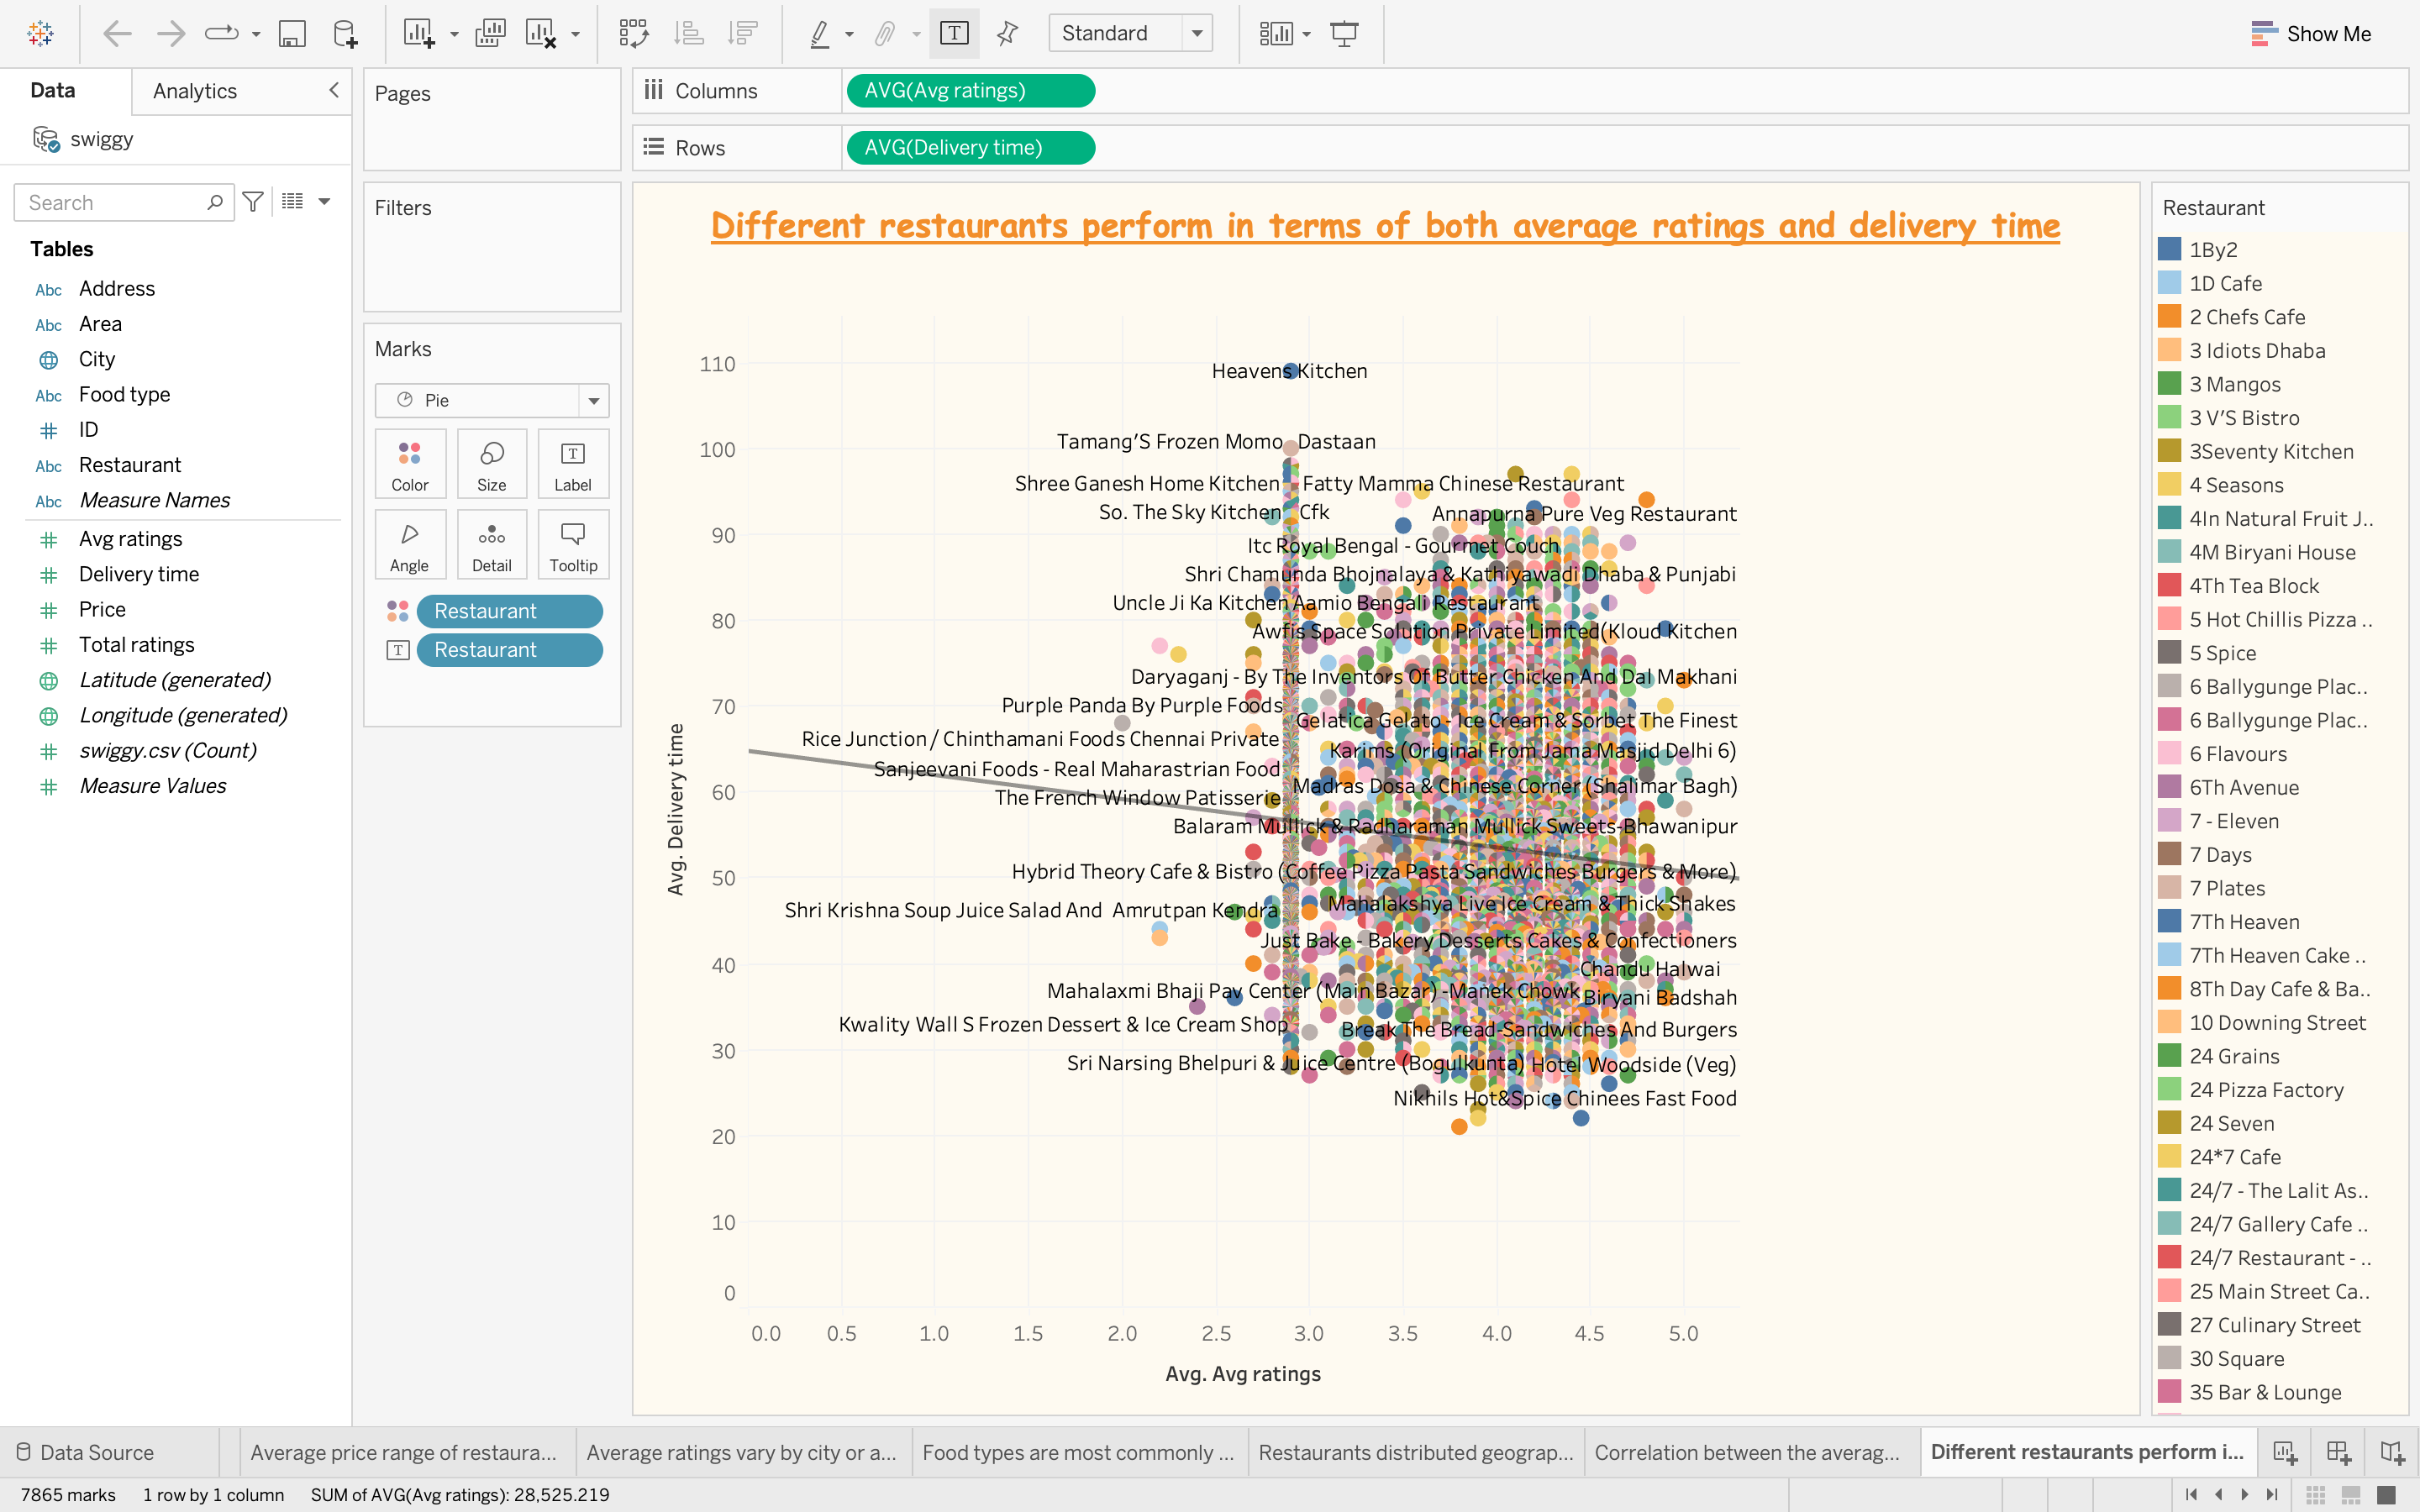 Standard
Show Me
Data
Analytics
swiggy
Search
Tables
Abc Address
Abc Area
City
Abc Food type
ID
Abc Restaurant
Abc Measure Names
Avg ratings
Delivery time
Price
Total ratings
Latitude (generated)
Longitude (generated)
swiggy.csv (Count)
Measure Values
Pages
Filters
Marks
Pie
Color
Size
Label
Angle
Detail
Tooltip
Restaurant
Restaurant
Columns
AVG(Avg ratings)
Rows
AVG(Delivery time)
Different restaurants perform in terms of both average ratings and delivery time
Avg. Delivery time
110
100
90
80
70
60
50
40
30
20
10
0
Heavens Kitchen
Tamang'S Frozen Momo
Dastaan
Shree Ganesh Home Kitchen
Fatty Mamma Chinese Restaurant
So. The Sky Kitchen
Cfk
Annapurna Pure Veg Restaurant
Itc Royal Bengal - Gourmet Couch
Shri Chamunda Bhojnalaya & Kathiyawadi Dhaba & Punjabi
Uncle Ji Ka Kitchen
Aamio Bengali Restaurant
Awfis Space Solution Private Limited(Kloud Kitchen
Daryaganj - By The Inventors Of Butter Chicken And Dal Makhani
Purple Panda By Purple Foods
Gelatica Gelato - Ice Cream & Sorbet The Finest
Rice Junction / Chinthamani Foods Chennai Private
Karims (Original From Jama Masjid Delhi 6)
Sanjeevani Foods - Real Maharastrian Food
Madras Dosa & Chinese Corner (Shalimar Bagh)
The French Window Patisserie
Balaram Mullick & Radharaman Mullick Sweets-Bhawanipur
Hybrid Theory Cafe & Bistro (Coffee Pizza Pasta Sandwiches Burgers & More)
Shri Krishna Soup Juice Salad And Amrutpan Kendra
Mahalakshya Live Ice Cream & Thick Shakes
Just Bake - Bakery Desserts Cakes & Confectioners
Chandu Halwai
Mahalaxmi Bhaji Pav Center (Main Bazar) -Manek Chowk
Biryani Badshah
Kwality Wall S Frozen Dessert & Ice Cream Shop
Break The Bread-Sandwiches And Burgers
Sri Narsing Bhelpuri & Juice Centre (Bogulkunta)
Hotel Woodside (Veg)
Nikhils Hot&Spice Chinees Fast Food
0.0 0.5 1.0 1.5 2.0 2.5 3.0 3.5 4.0 4.5 5.0
Avg. Avg ratings
Restaurant
1By2
1D Cafe
2 Chefs Cafe
3 Idiots Dhaba
3 Mangos
3 V'S Bistro
3Seventy Kitchen
4 Seasons
4In Natural Fruit J..
4M Biryani House
4Th Tea Block
5 Hot Chillis Pizza ..
5 Spice
6 Ballygunge Plac..
6 Ballygunge Plac..
6 Flavours
6Th Avenue
7 - Eleven
7 Days
7 Plates
7Th Heaven
7Th Heaven Cake ..
8Th Day Cafe & Ba..
10 Downing Street
24 Grains
24 Pizza Factory
24 Seven
24*7 Cafe
24/7 - The Lalit As..
24/7 Gallery Cafe ..
24/7 Restaurant - ..
25 Main Street Ca..
27 Culinary Street
30 Square
35 Bar & Lounge
Data Source
Average price range of restaura...
Average ratings vary by city or a...
Food types are most commonly ...
Restaurants distributed geograp...
Correlation between the averag...
Different restaurants perform i...
7865 marks
1 row by 1 column
SUM of AVG(Avg ratings): 28,525.219